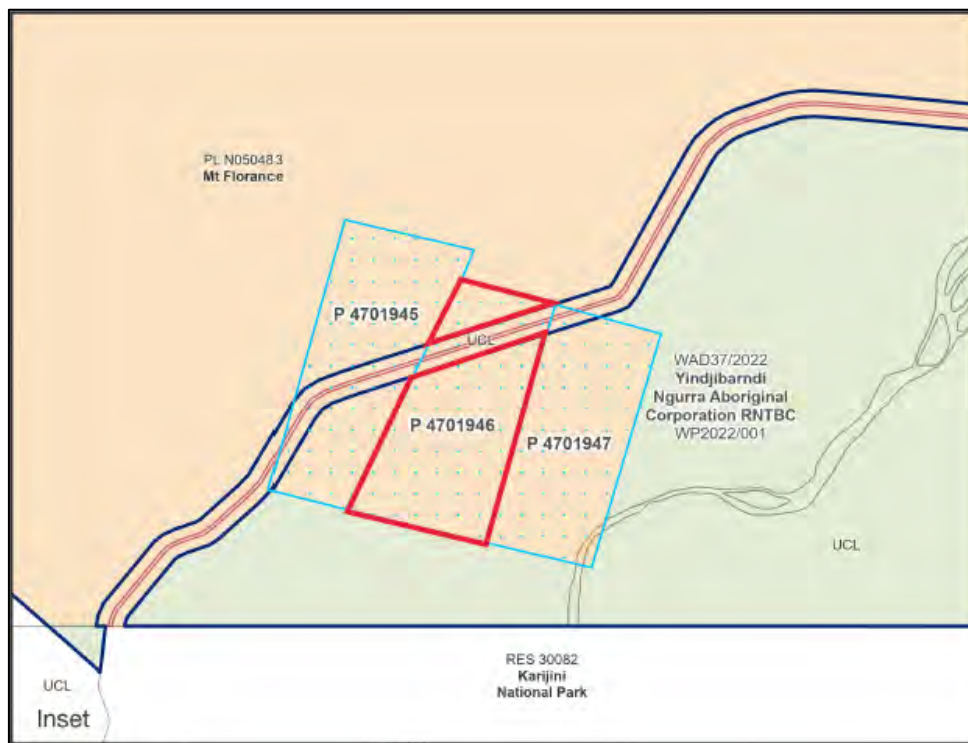 PL N050483
Mt Florance
P 4701945
UCL
WAD37/2022
Yindjibarndi
Ngurra Aboriginal
Corporation RNTBC
WP2022/001
P 4701946
P 4701947
UCL
RES 30082
Karijini
National Park
UCL
Inset